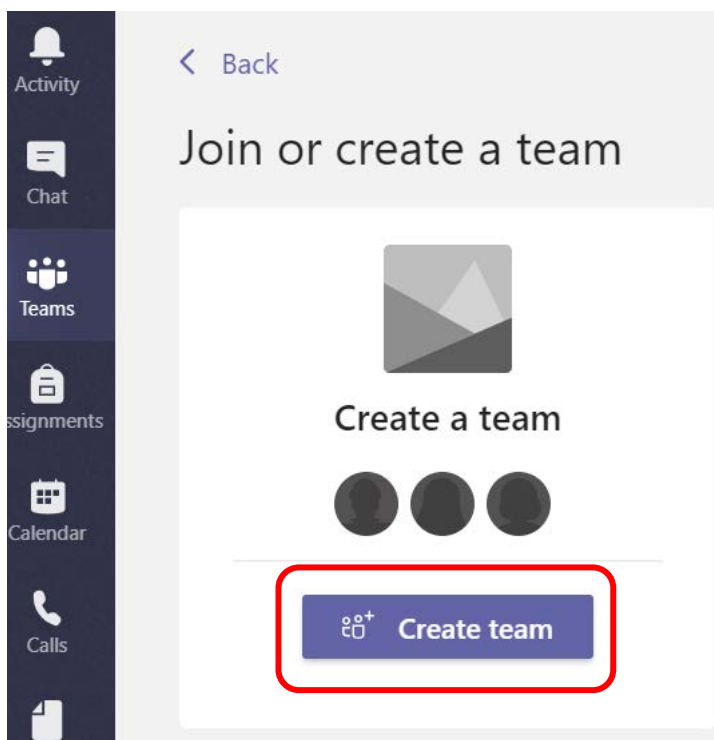 Activity
Chat
Teams
ssignments
Calendar
Calls
Back
Join or create a team
Create a team
Create team